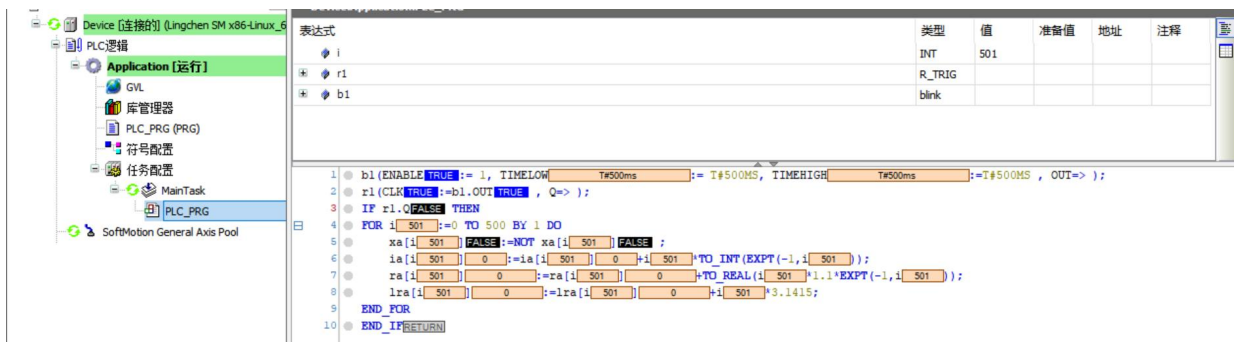 Device [连接的] (Lingchen SM x86-Linux_6
PLC逻辑
Application [运行]
GVL
库管理器
PLC_PRG (PRG)
符号配置
任务配置
MainTask
PLC_PRG
SoftMotion General Axis Pool
表达式 类型 值 准备值 地址 注释
i INT 501
r1 R_TRIG
b1 blink
1 b1(ENABLE TRUE := 1, TIMELOW T#500ms := T#500MS, TIMEHIGH T#500ms :=T#500MS , OUT=> );
2 r1(CLK TRUE :=b1.OUT TRUE , Q=> );
3 IF r1.Q FALSE THEN
4 FOR i 501 :=0 TO 500 BY 1 DO
5 xa[i 501 ] FALSE :=NOT xa[i 501 ] FALSE ;
6 ia[i 501 ] 0 :=ia[i 501 ] 0 +i 501 *TO_INT(EXPT(-1,i 501 ));
7 ra[i 501 ] 0 :=ra[i 501 ] 0 +TO_REAL(i 501 *1.1*EXPT(-1,i 501 ));
8 lra[i 501 ] 0 :=lra[i 501 ] 0 +i 501 *3.1415;
9 END_FOR
10 END_IF RETURN